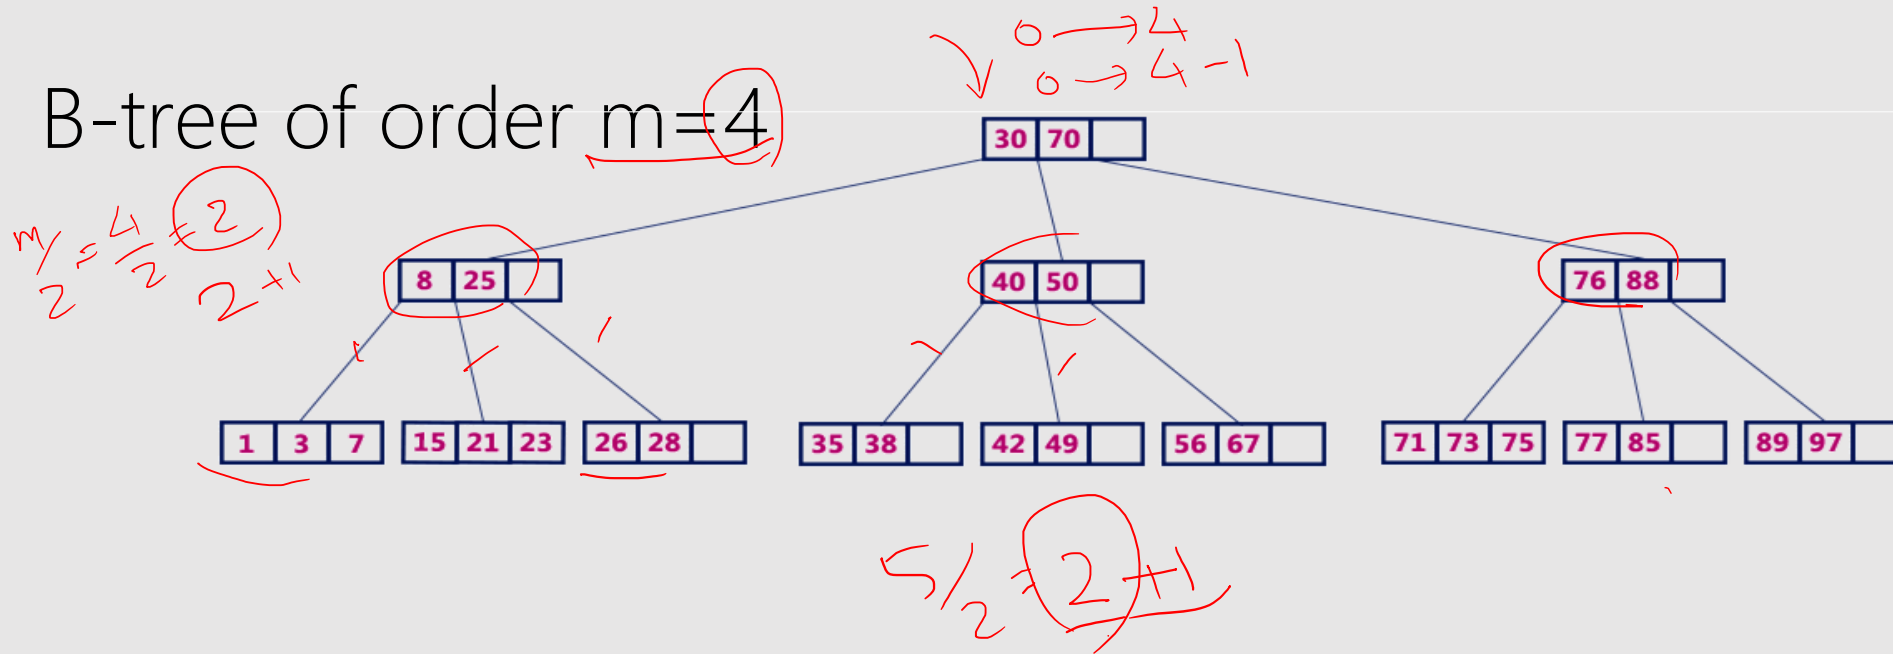 0 → 4
0 → 4 - 1
B-tree of order m=4
30 70
m/2 = 4/2 = 2
2 +1
8 25
40 50
76 88
1 3 7
15 21 23
26 28
35 38
42 49
56 67
71 73 75
77 85
89 97
5/2 = 2 + 1